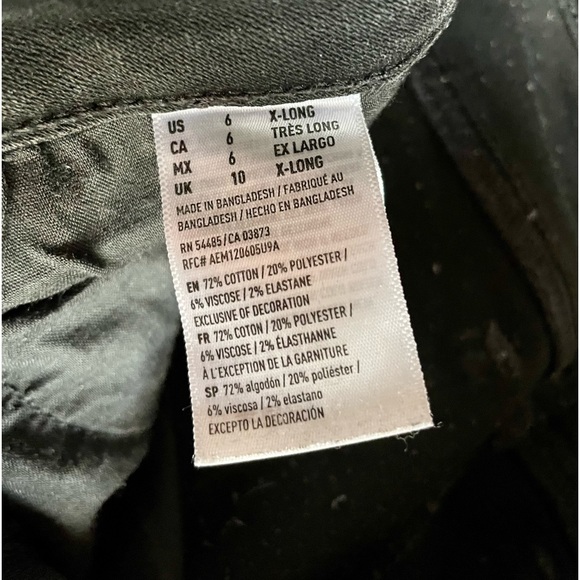 US 6 X-LONG
CA 6 TRÈS LONG
MX 6 EX LARGO
UK 10 X-LONG
MADE IN BANGLADESH / FABRIQUÉ AU
BANGLADESH / HECHO EN BANGLADESH
RN 54485/CA 03873
RFC# AEM120605U9A
EN 72% COTTON / 20% POLYESTER /
6% VISCOSE / 2% ELASTANE
EXCLUSIVE OF DECORATION
FR 72% COTON / 20% POLYESTER /
6% VISCOSE / 2% ÉLASTHANNE
À L'EXCEPTION DE LA GARNITURE
SP 72% algodón / 20% poliéster /
6% viscosa / 2% elastano
EXCEPTO LA DECORACIÓN